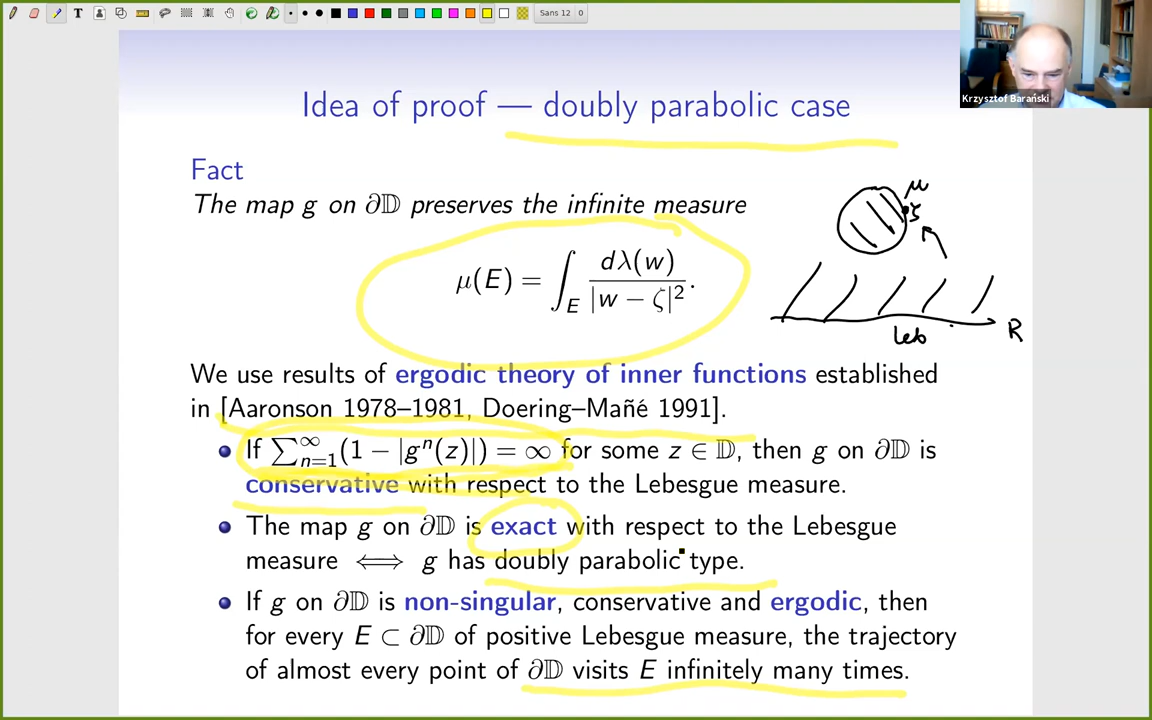 T
Sans 12
0
Krzysztof Barański
Idea of proof — doubly parabolic case
Fact
The map g on ∂𝔻 preserves the infinite measure
μ(E) = ∫_E dλ(w) / |w − ζ|².
μ
ζ
Leb
R
We use results of ergodic theory of inner functions established
in [Aaronson 1978–1981, Doering–Mañé 1991].
• If ∑_{n=1}^∞ (1 − |gⁿ(z)|) = ∞ for some z ∈ 𝔻, then g on ∂𝔻 is
conservative with respect to the Lebesgue measure.
• The map g on ∂𝔻 is exact with respect to the Lebesgue
measure ⟺ g has doubly parabolic type.
• If g on ∂𝔻 is non-singular, conservative and ergodic, then
for every E ⊂ ∂𝔻 of positive Lebesgue measure, the trajectory
of almost every point of ∂𝔻 visits E infinitely many times.